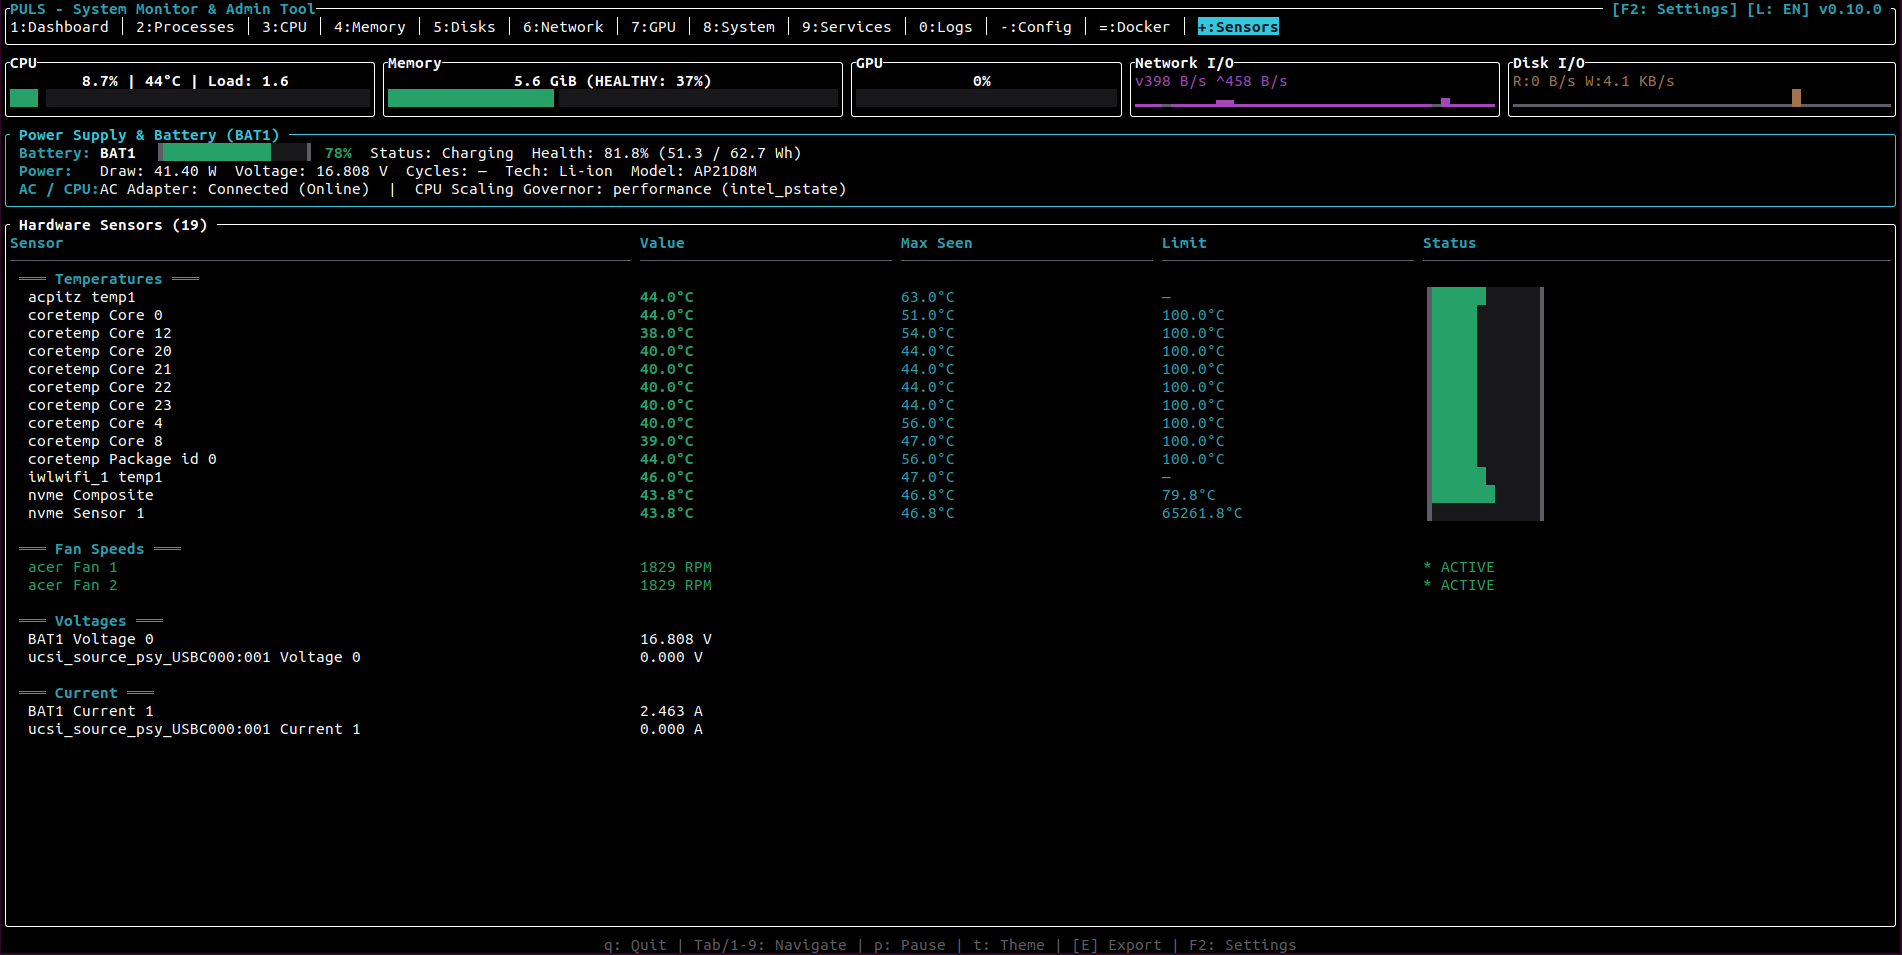 PULS - System Monitor & Admin Tool [F2: Settings] [L: EN] v0.10.0
1:Dashboard | 2:Processes | 3:CPU | 4:Memory | 5:Disks | 6:Network | 7:GPU | 8:System | 9:Services | 0:Logs | -:Config | =:Docker | +:Sensors
CPU Memory GPU Network I/O Disk I/O
8.7% | 44°C | Load: 1.6 5.6 GiB (HEALTHY: 37%) 0% v398 B/s ^458 B/s R:0 B/s W:4.1 KB/s
Power Supply & Battery (BAT1)
Battery: BAT1 78% Status: Charging Health: 81.8% (51.3 / 62.7 Wh)
Power: Draw: 41.40 W Voltage: 16.808 V Cycles: — Tech: Li-ion Model: AP21D8M
AC / CPU:AC Adapter: Connected (Online) | CPU Scaling Governor: performance (intel_pstate)
Hardware Sensors (19)
Sensor Value Max Seen Limit Status
═══ Temperatures ═══
acpitz temp1 44.0°C 63.0°C —
coretemp Core 0 44.0°C 51.0°C 100.0°C
coretemp Core 12 38.0°C 54.0°C 100.0°C
coretemp Core 20 40.0°C 44.0°C 100.0°C
coretemp Core 21 40.0°C 44.0°C 100.0°C
coretemp Core 22 40.0°C 44.0°C 100.0°C
coretemp Core 23 40.0°C 44.0°C 100.0°C
coretemp Core 4 40.0°C 56.0°C 100.0°C
coretemp Core 8 39.0°C 47.0°C 100.0°C
coretemp Package id 0 44.0°C 56.0°C 100.0°C
iwlwifi_1 temp1 46.0°C 47.0°C —
nvme Composite 43.8°C 46.8°C 79.8°C
nvme Sensor 1 43.8°C 46.8°C 65261.8°C
═══ Fan Speeds ═══
acer Fan 1 1829 RPM * ACTIVE
acer Fan 2 1829 RPM * ACTIVE
═══ Voltages ═══
BAT1 Voltage 0 16.808 V
ucsi_source_psy_USBC000:001 Voltage 0 0.000 V
═══ Current ═══
BAT1 Current 1 2.463 A
ucsi_source_psy_USBC000:001 Current 1 0.000 A
q: Quit | Tab/1-9: Navigate | p: Pause | t: Theme | [E] Export | F2: Settings